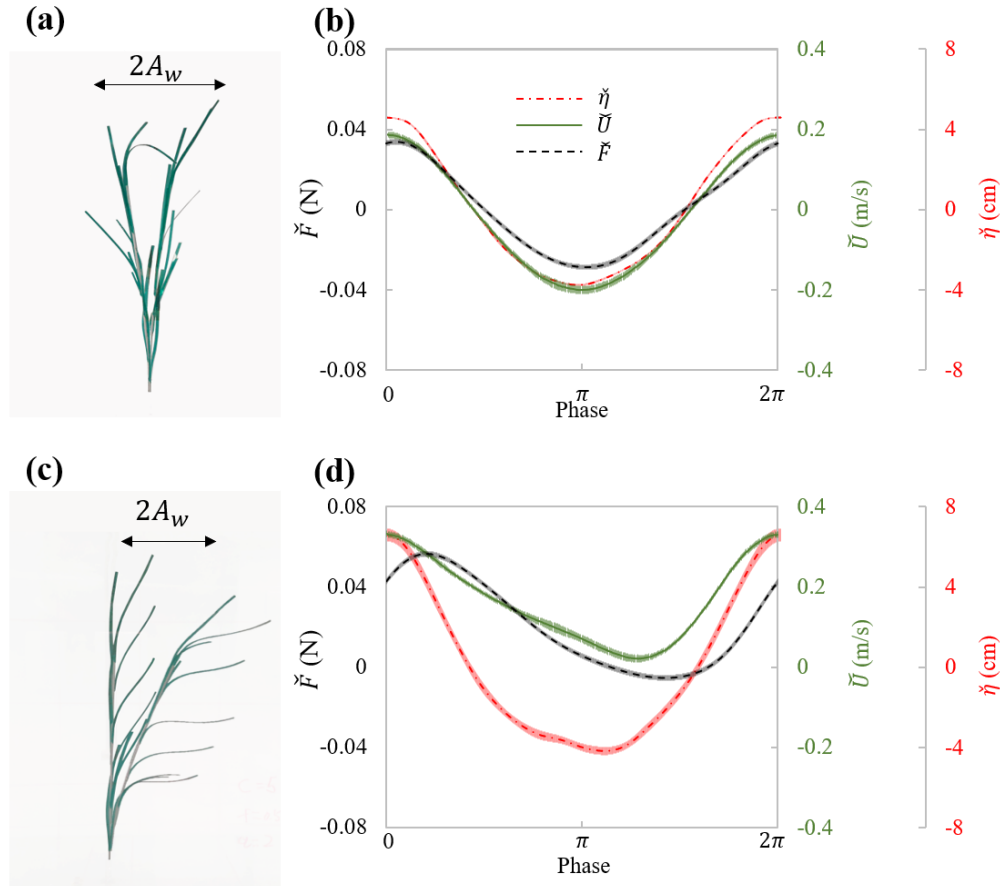 (a)
2A_w
(b)
0.08
0.04
0
-0.04
-0.08
F̌ (N)
η̌
Ǔ
F̌
0
π
2π
Phase
0.4
0.2
0
-0.2
-0.4
Ǔ (m/s)
8
4
0
-4
-8
η̌ (cm)
(c)
2A_w
(d)
0.08
0.04
0
-0.04
-0.08
F̌ (N)
0
π
2π
Phase
0.4
0.2
0
-0.2
-0.4
Ǔ (m/s)
8
4
0
-4
-8
η̌ (cm)